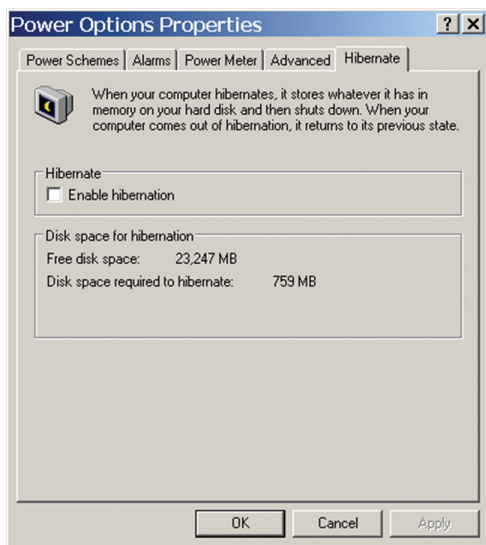 Power Options Properties
Power Schemes Alarms Power Meter Advanced Hibernate
When your computer hibernates, it stores whatever it has in
memory on your hard disk and then shuts down. When your
computer comes out of hibernation, it returns to its previous state.
Hibernate
Enable hibernation
Disk space for hibernation
Free disk space: 23,247 MB
Disk space required to hibernate: 759 MB
OK Cancel Apply